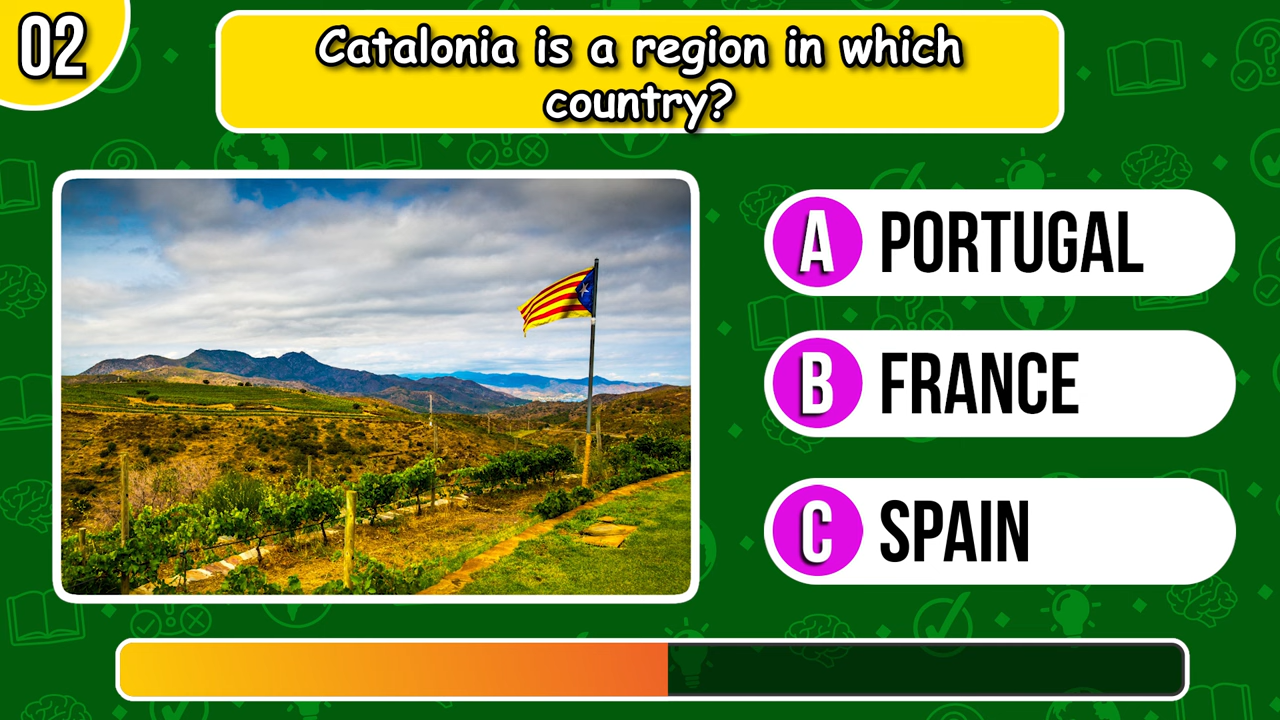 02
Catalonia is a region in which
country?
A PORTUGAL
B FRANCE
C SPAIN